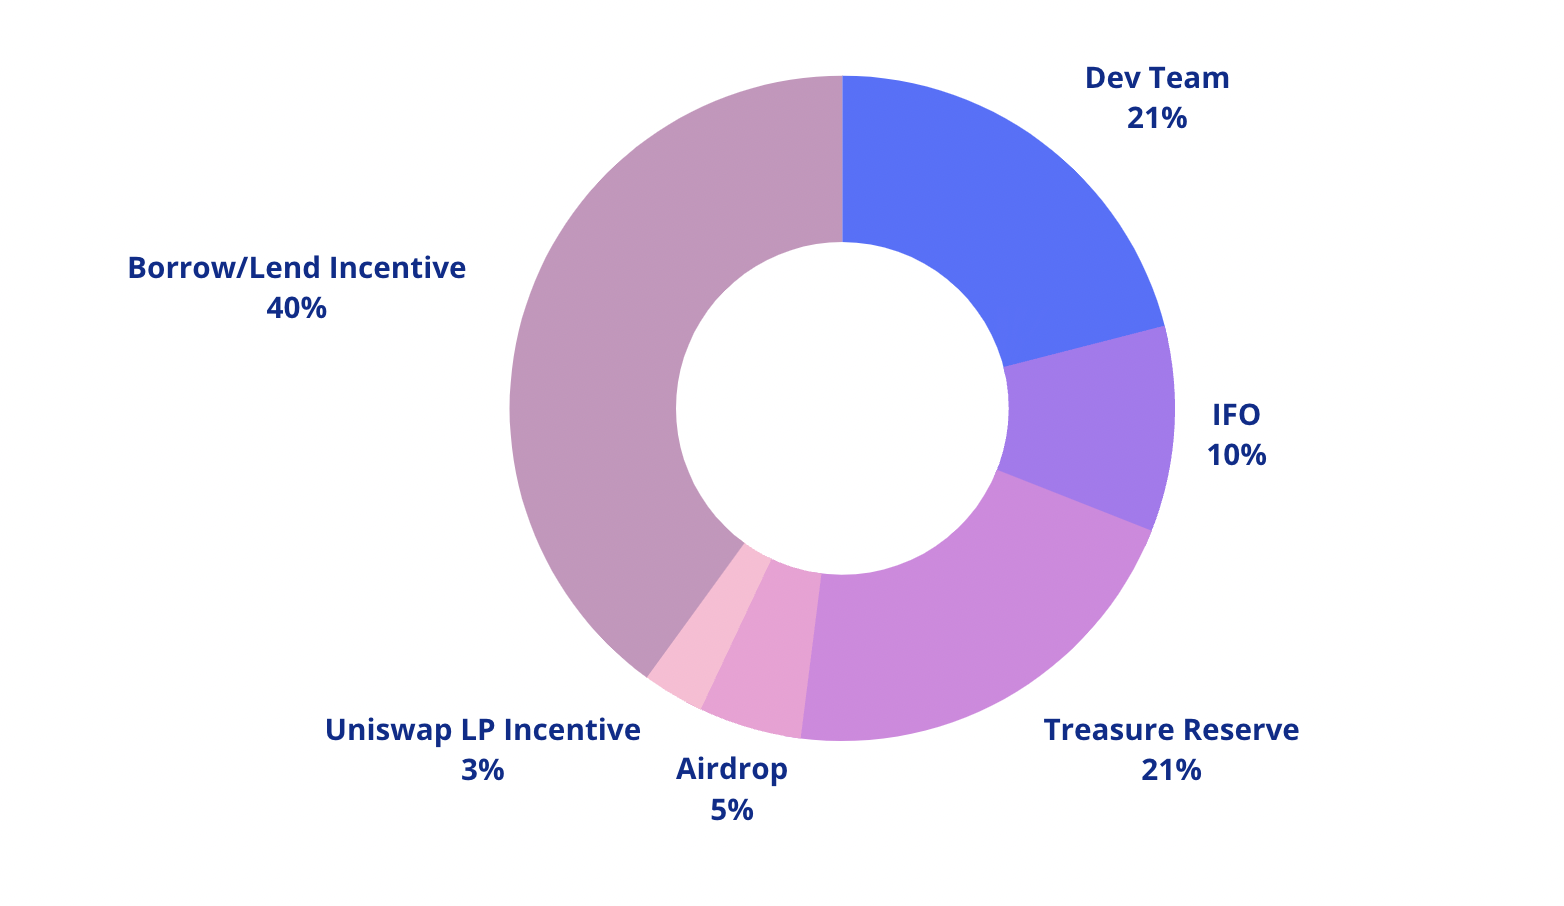 Dev Team
21%
Borrow/Lend Incentive
40%
IFO
10%
Uniswap LP Incentive
3%
Airdrop
5%
Treasure Reserve
21%